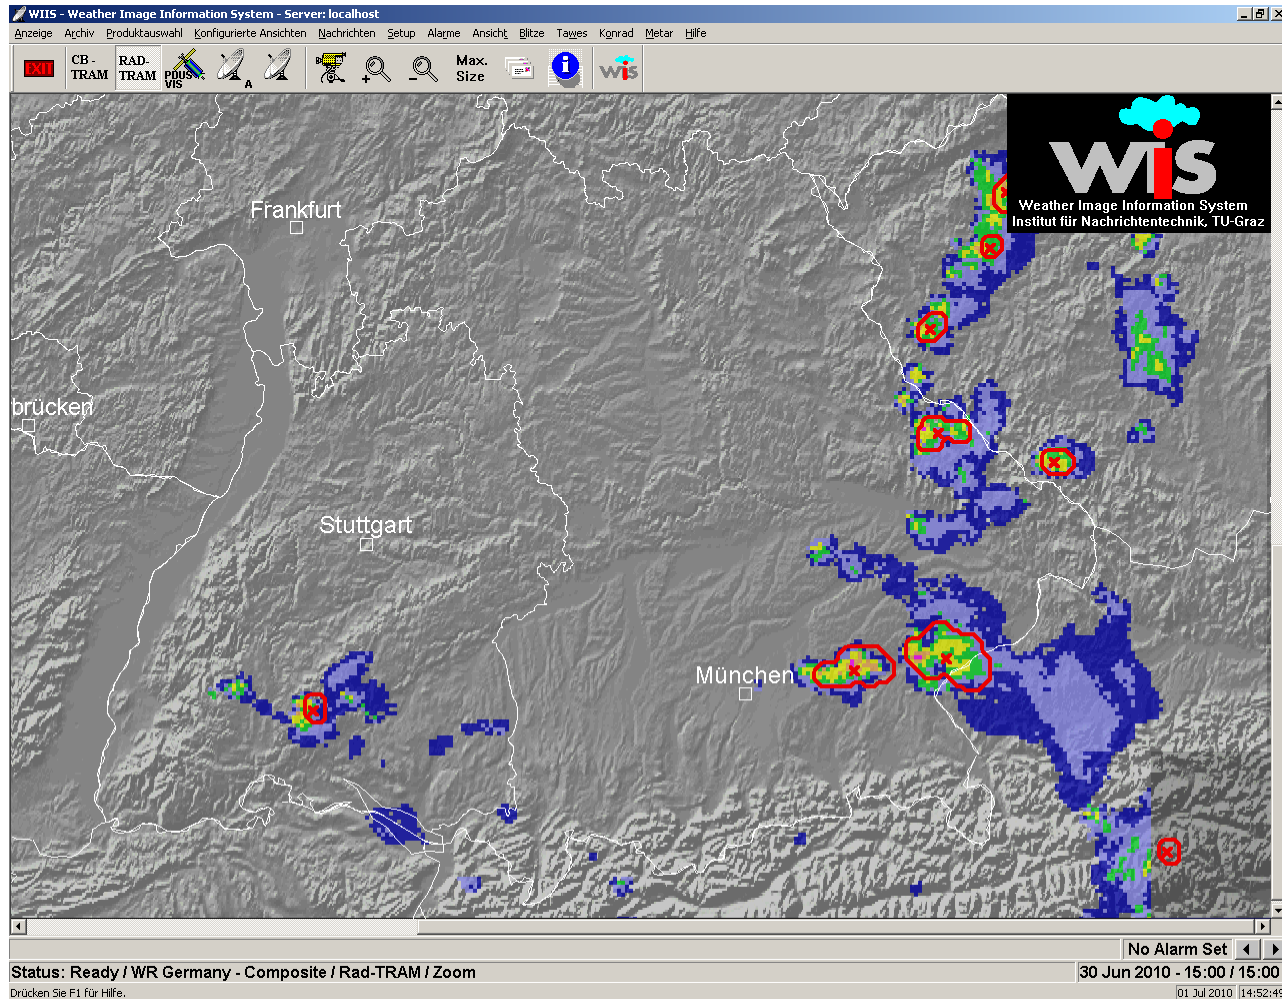 WIIS - Weather Image Information System - Server: localhost
Anzeige Archiv Produktauswahl Konfigurierte Ansichten Nachrichten Setup Alarme Ansicht Blitze Tawes Konrad Metar Hilfe
EXIT CB - TRAM RAD- TRAM PDUS VIS A + - Max. Size i wis
WiS
Weather Image Information System
Institut für Nachrichtentechnik, TU-Graz
Frankfurt
brücken
Stuttgart
München
No Alarm Set
Status: Ready / WR Germany - Composite / Rad-TRAM / Zoom 30 Jun 2010 - 15:00 / 15:00
Drücken Sie F1 für Hilfe. 01 Jul 2010 14:52:49